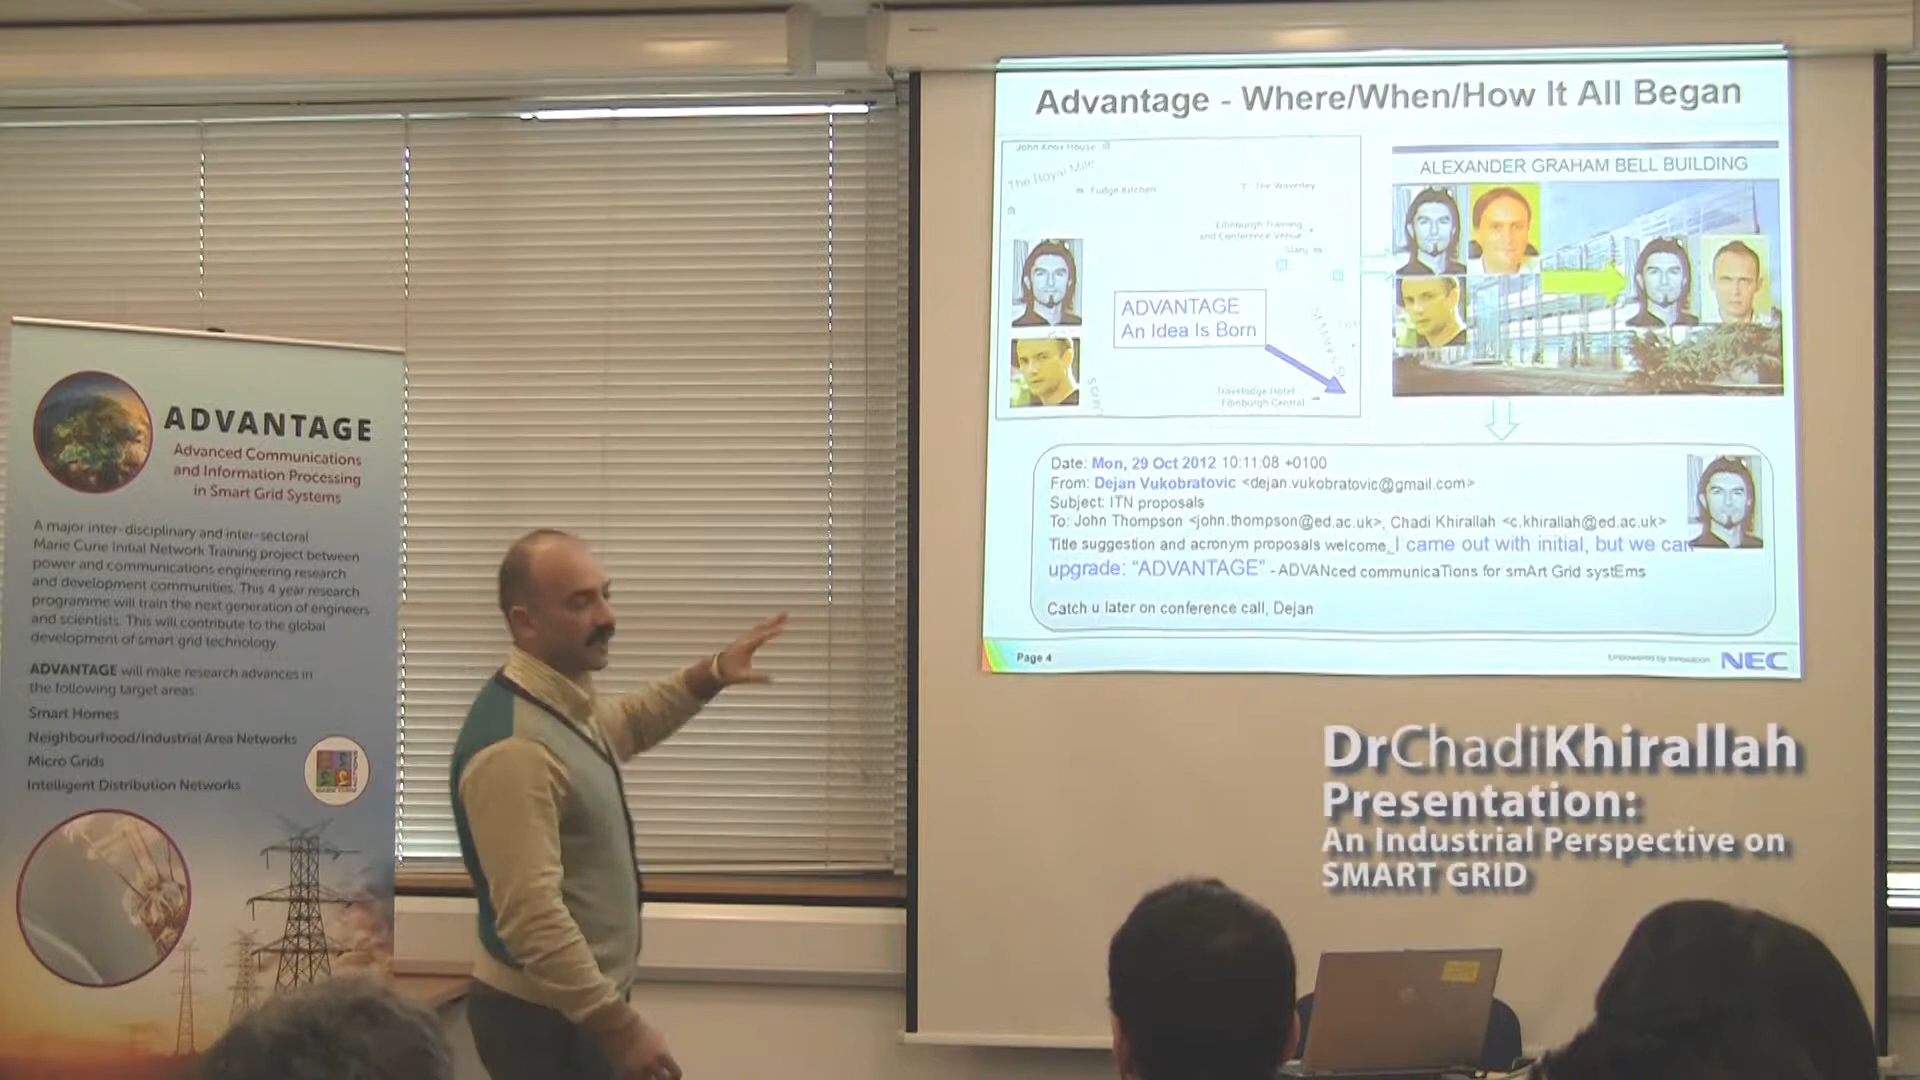 Advantage - Where/When/How It All Began
John Knox House
The Royal Mile
Fudge Kitchen
The Waverley
Edinburgh Training
and Conference Venue
Travelodge Hotel
Edinburgh Central
ADVANTAGE
An Idea Is Born
ALEXANDER GRAHAM BELL BUILDING
Date: Mon, 29 Oct 2012 10:11:08 +0100
From: Dejan Vukobratovic <dejan.vukobratovic@gmail.com>
Subject: ITN proposals
To: John Thompson <john.thompson@ed.ac.uk>, Chadi Khirallah <c.khirallah@ed.ac.uk>
Title suggestion and acronym proposals welcome, I came out with initial, but we can
upgrade: "ADVANTAGE" - ADVANced communicaTions for smArt Grid systEms
Catch u later on conference call, Dejan
Page 4
Empowered by Innovation NEC
ADVANTAGE
Advanced Communications
and Information Processing
in Smart Grid Systems
A major inter-disciplinary and inter-sectoral
Marie Curie Initial Network Training project between
power and communications engineering research
and development communities. This 4 year research
programme will train the next generation of engineers
and scientists. This will contribute to the global
development of smart grid technology.
ADVANTAGE will make research advances in
the following target areas
Smart Homes
Neighbourhood/Industrial Area Networks
Micro Grids
Intelligent Distribution Networks
DrChadiKhirallah
Presentation:
An Industrial Perspective on
SMART GRID